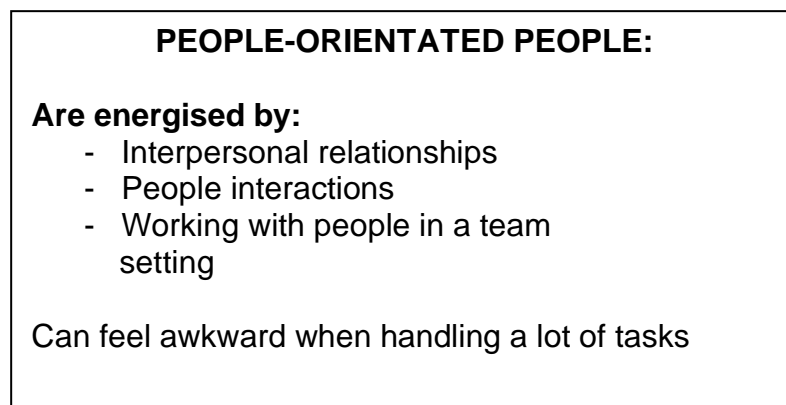 PEOPLE-ORIENTATED PEOPLE:
Are energised by:
- Interpersonal relationships
- People interactions
- Working with people in a team
setting
Can feel awkward when handling a lot of tasks